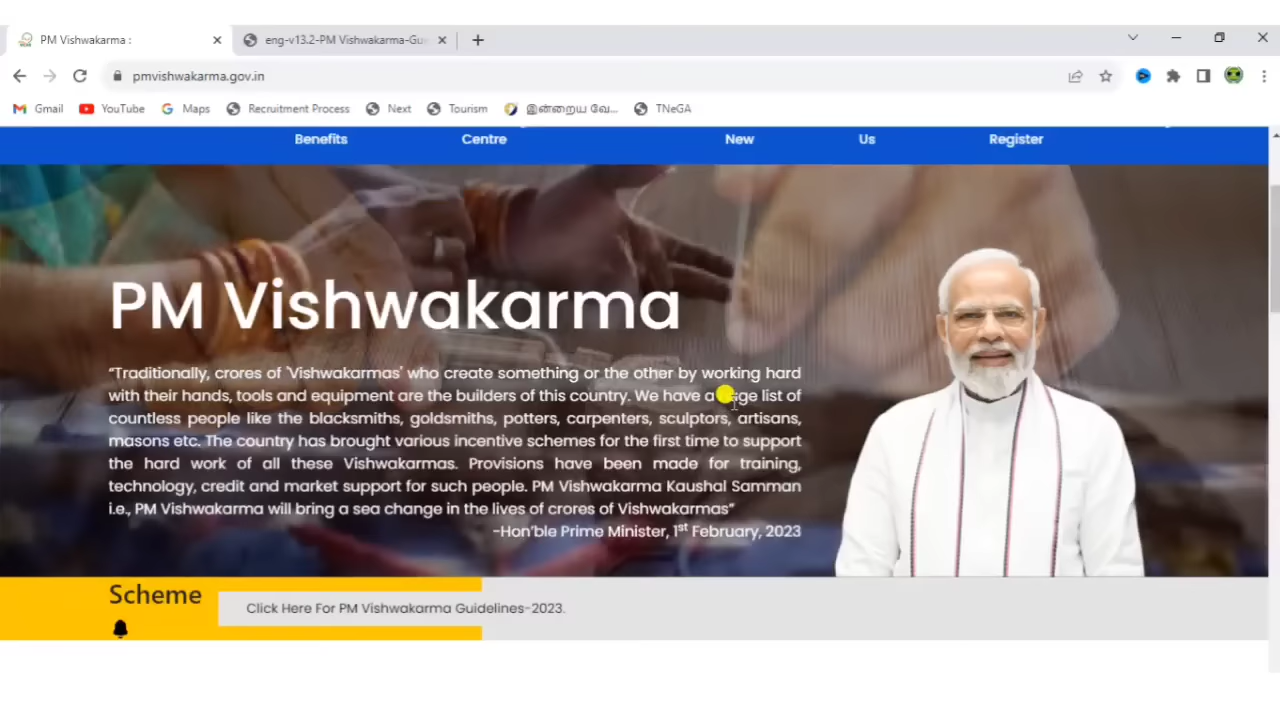 PM Vishwakarma :
eng-v13.2-PM Vishwakarma-Gu
pmvishwakarma.gov.in
Gmail YouTube Maps Recruitment Process Next Tourism இன்றைய வே... TNeGA
Benefits Centre New Us Register
PM Vishwakarma
“Traditionally, crores of 'Vishwakarmas' who create something or the other by working hard
with their hands, tools and equipment are the builders of this country. We have a list of
countless people like the blacksmiths, goldsmiths, potters, carpenters, sculptors, artisans,
masons etc. The country has brought various incentive schemes for the first time to support
the hard work of all these Vishwakarmas. Provisions have been made for training,
technology, credit and market support for such people. PM Vishwakarma Kaushal Samman
i.e., PM Vishwakarma will bring a sea change in the lives of crores of Vishwakarmas”
-Hon’ble Prime Minister, 1st February, 2023
Scheme
Click Here For PM Vishwakarma Guidelines-2023.